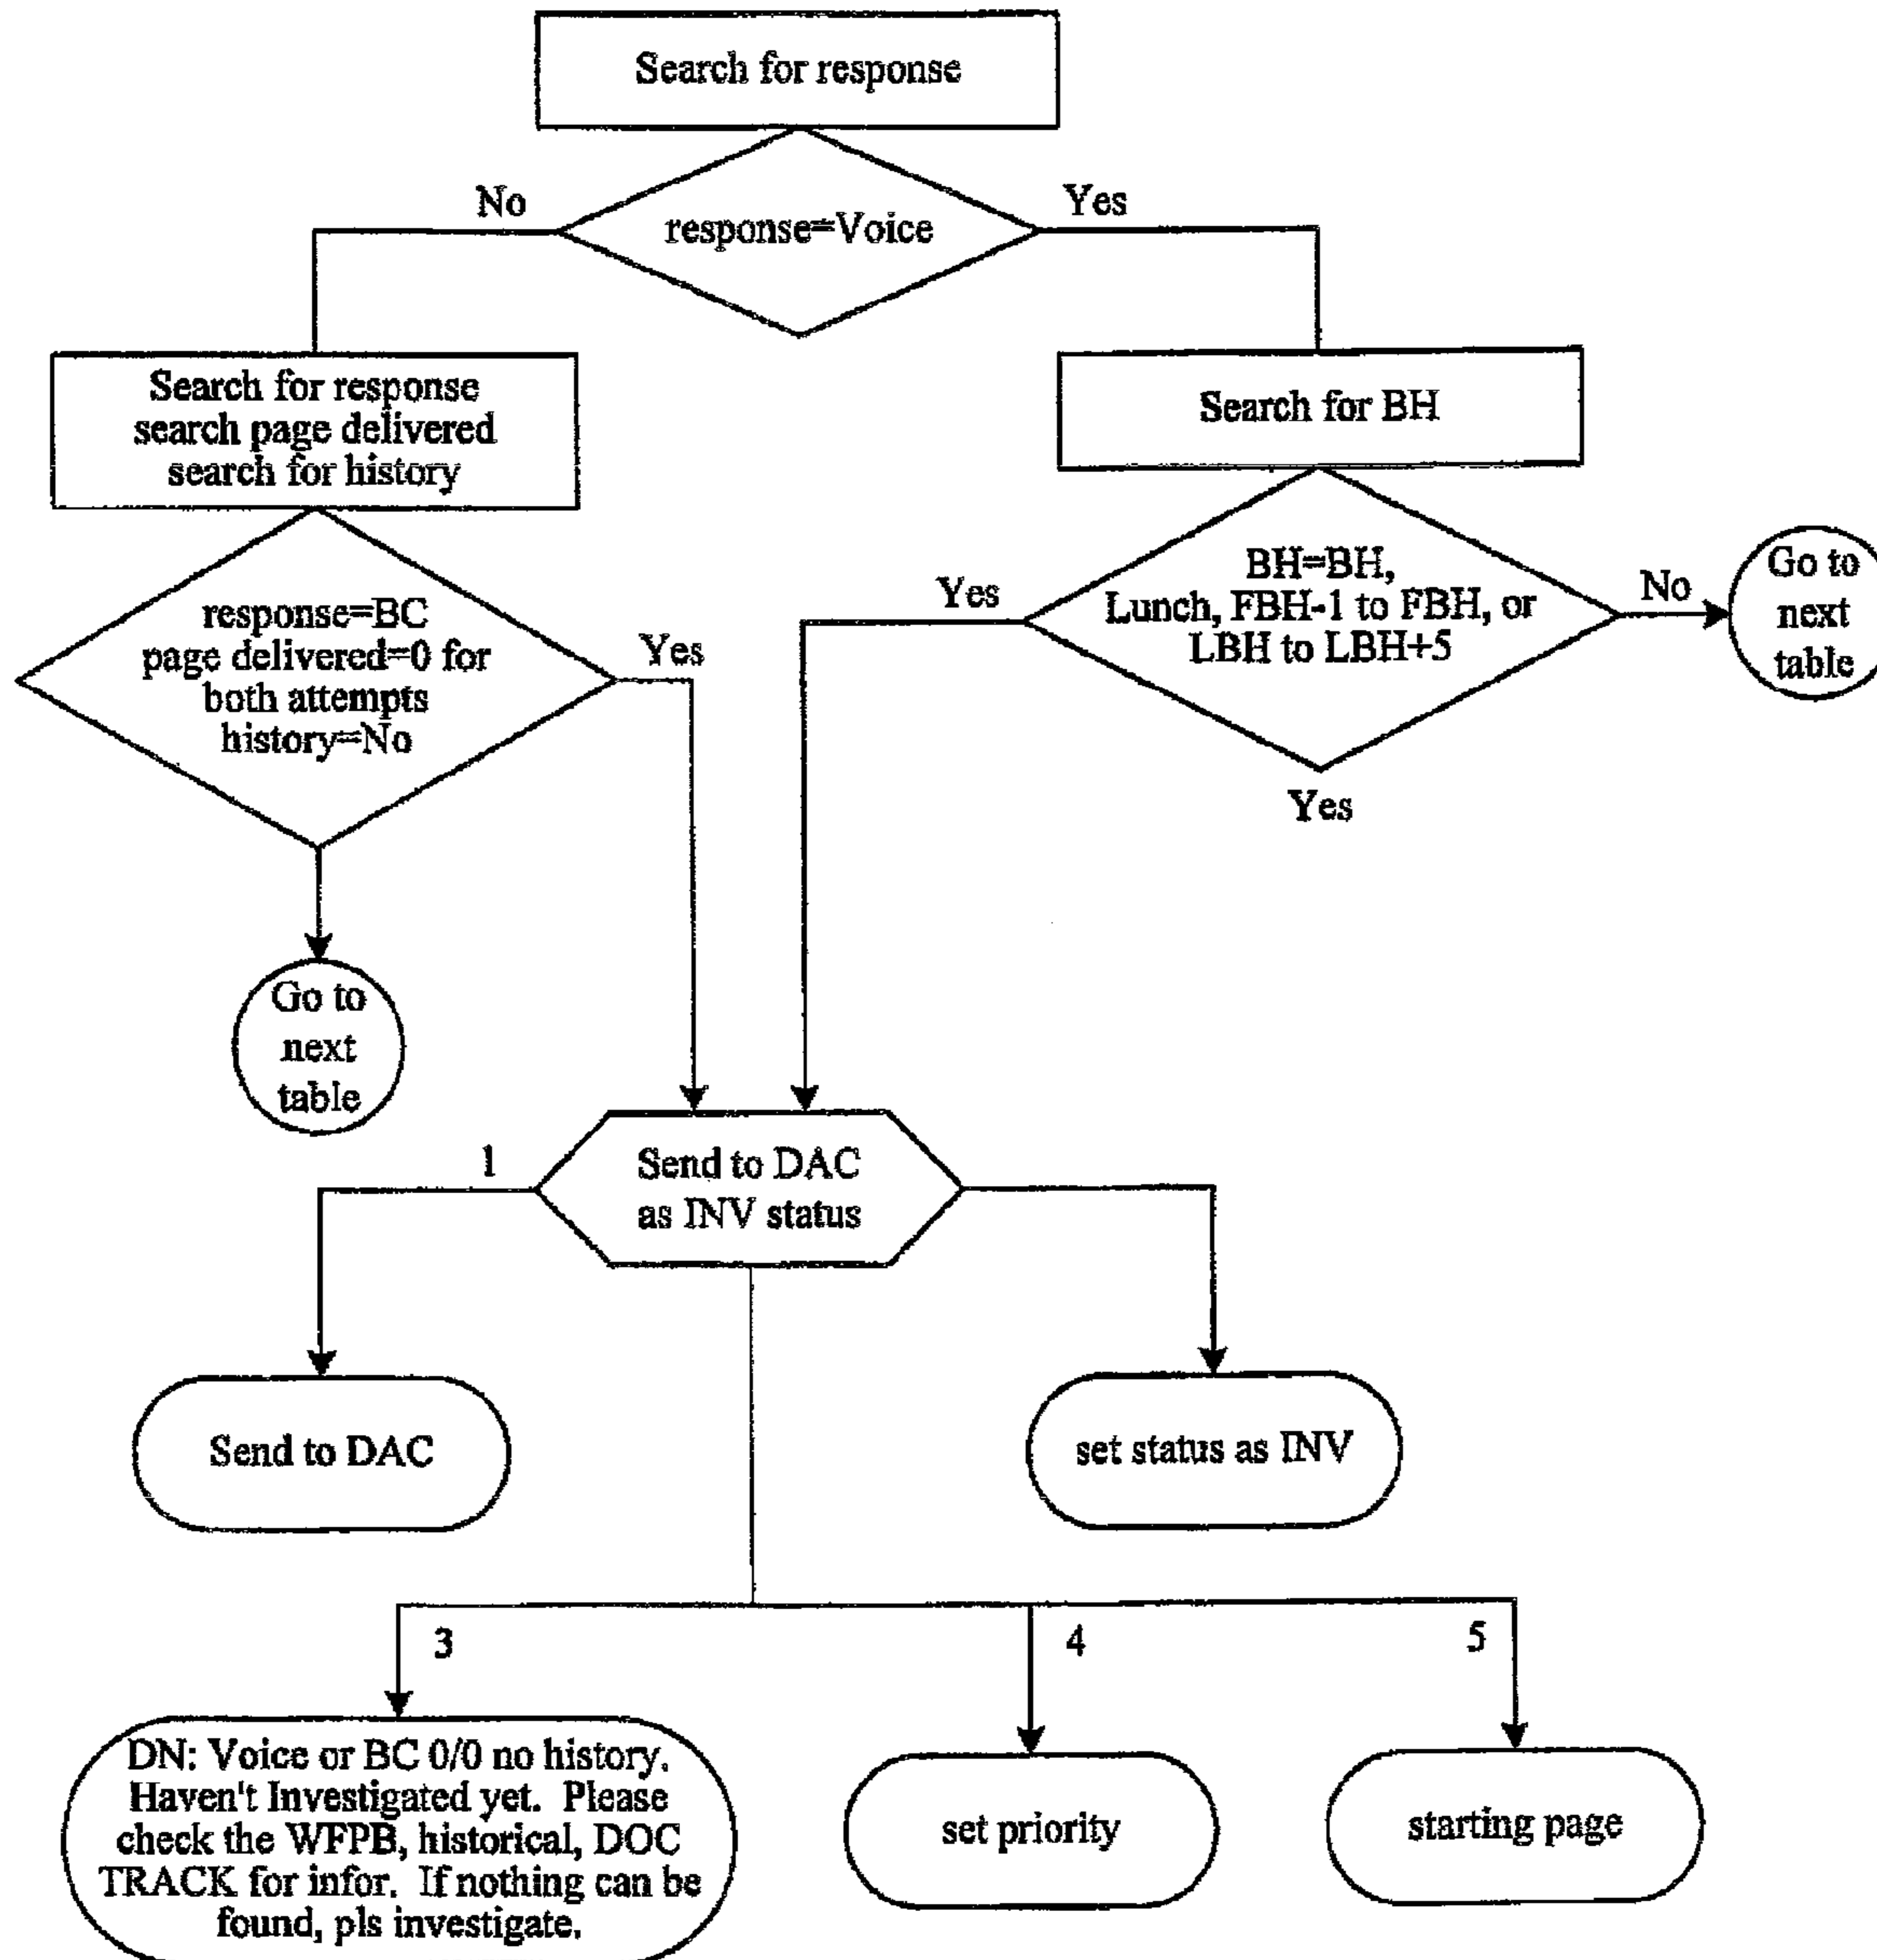 Search for response
No
Yes
response=Voice
Search for response
search page delivered
search for history
Search for BH
response=BC
page delivered=0 for
both attempts
history=No
Yes
Yes
BH=BH,
Lunch, FBH-1 to FBH, or
LBH to LBH+5
No
Go to
next
table
Yes
Go to
next
table
1
Send to DAC
as INV status
Send to DAC
set status as INV
3
4
5
DN: Voice or BC 0/0 no history.
Haven't Investigated yet. Please
check the WFPB, historical, DOC
TRACK for infor. If nothing can be
found, pls investigate.
set priority
starting page